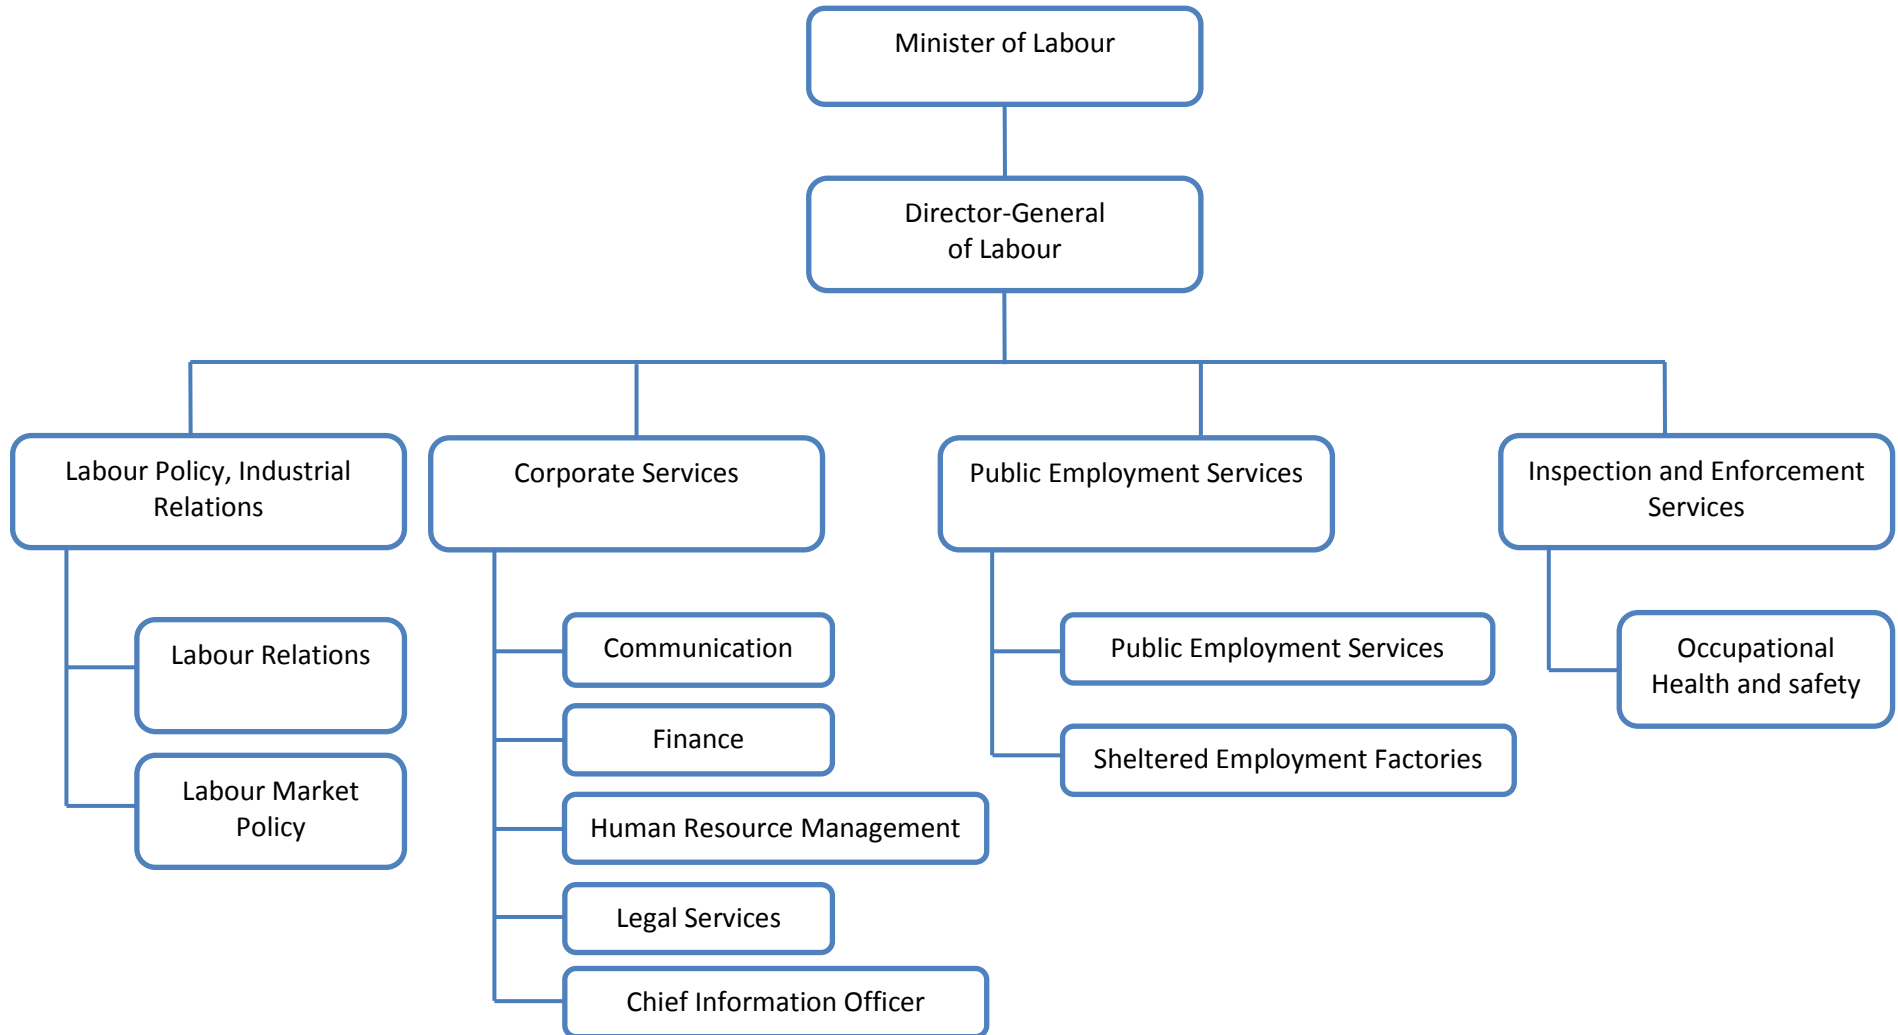 Minister of Labour
Director-General
of Labour
Labour Policy, Industrial
Relations
Corporate Services
Public Employment Services
Inspection and Enforcement
Services
Labour Relations
Labour Market
Policy
Communication
Finance
Human Resource Management
Legal Services
Chief Information Officer
Public Employment Services
Sheltered Employment Factories
Occupational
Health and safety